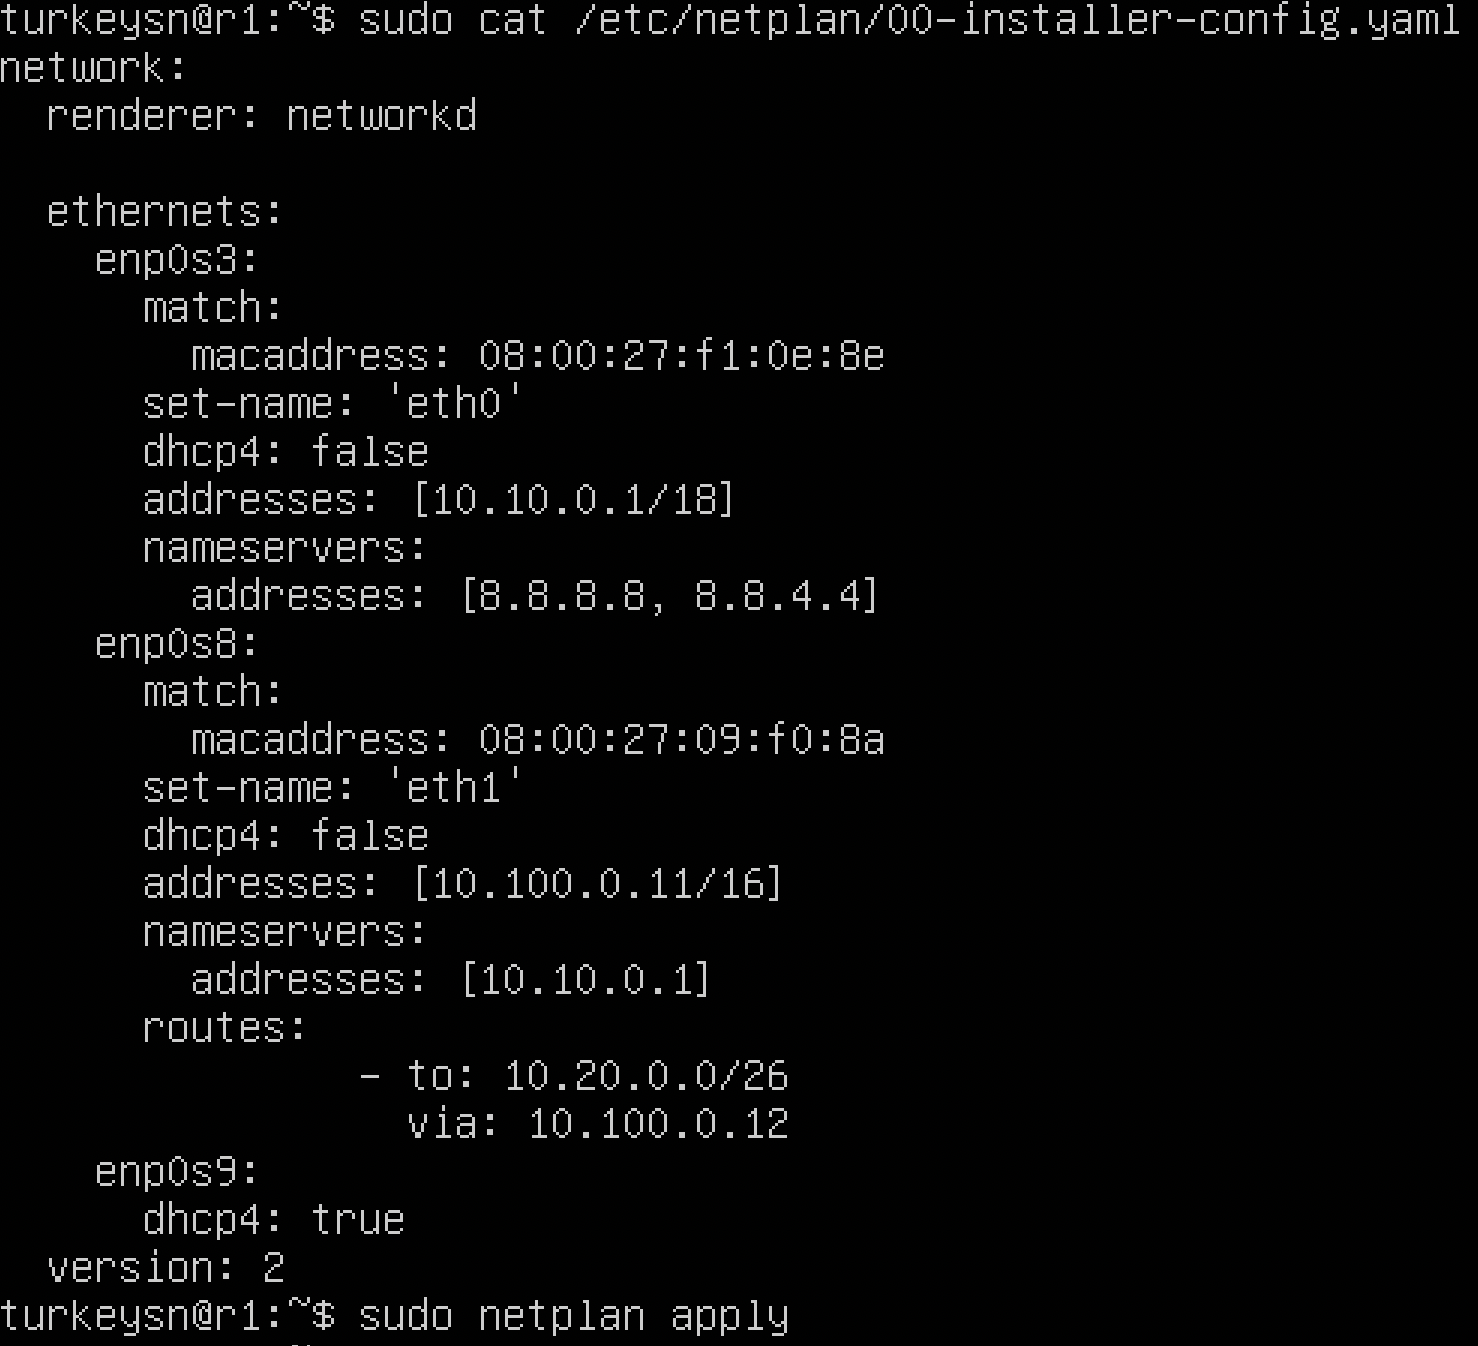 turkeysn@r1:~$ sudo cat /etc/netplan/00-installer-config.yaml
network:
  renderer: networkd

  ethernets:
    enp0s3:
      match:
        macaddress: 08:00:27:f1:0e:8e
      set-name: 'eth0'
      dhcp4: false
      addresses: [10.10.0.1/18]
      nameservers:
        addresses: [8.8.8.8, 8.8.4.4]
    enp0s8:
      match:
        macaddress: 08:00:27:09:f0:8a
      set-name: 'eth1'
      dhcp4: false
      addresses: [10.100.0.11/16]
      nameservers:
        addresses: [10.10.0.1]
      routes:
               - to: 10.20.0.0/26
                 via: 10.100.0.12
    enp0s9:
      dhcp4: true
  version: 2
turkeysn@r1:~$ sudo netplan apply